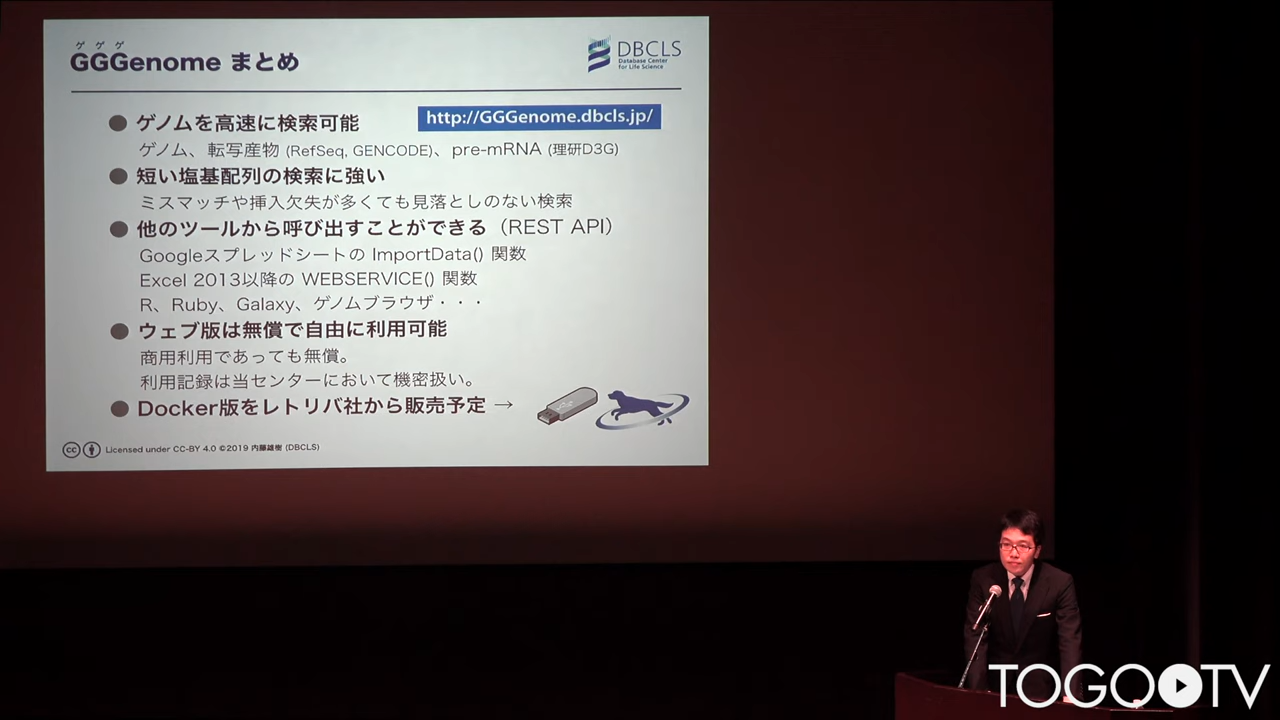 ゲゲゲ
GGGenome まとめ
DBCLS
Database Center
for Life Science
● ゲノムを高速に検索可能
http://GGGenome.dbcls.jp/
ゲノム、転写産物 (RefSeq, GENCODE)、pre-mRNA (理研D3G)
● 短い塩基配列の検索に強い
ミスマッチや挿入欠失が多くても見落としのない検索
● 他のツールから呼び出すことができる（REST API）
Googleスプレッドシートの ImportData() 関数
Excel 2013以降の WEBSERVICE() 関数
R、Ruby、Galaxy、ゲノムブラウザ・・・
● ウェブ版は無償で自由に利用可能
商用利用であっても無償。
利用記録は当センターにおいて機密扱い。
● Docker版をレトリバ社から販売予定 →
cc Licensed under CC-BY 4.0 ©2019 内藤雄樹 (DBCLS)
TOGOTV